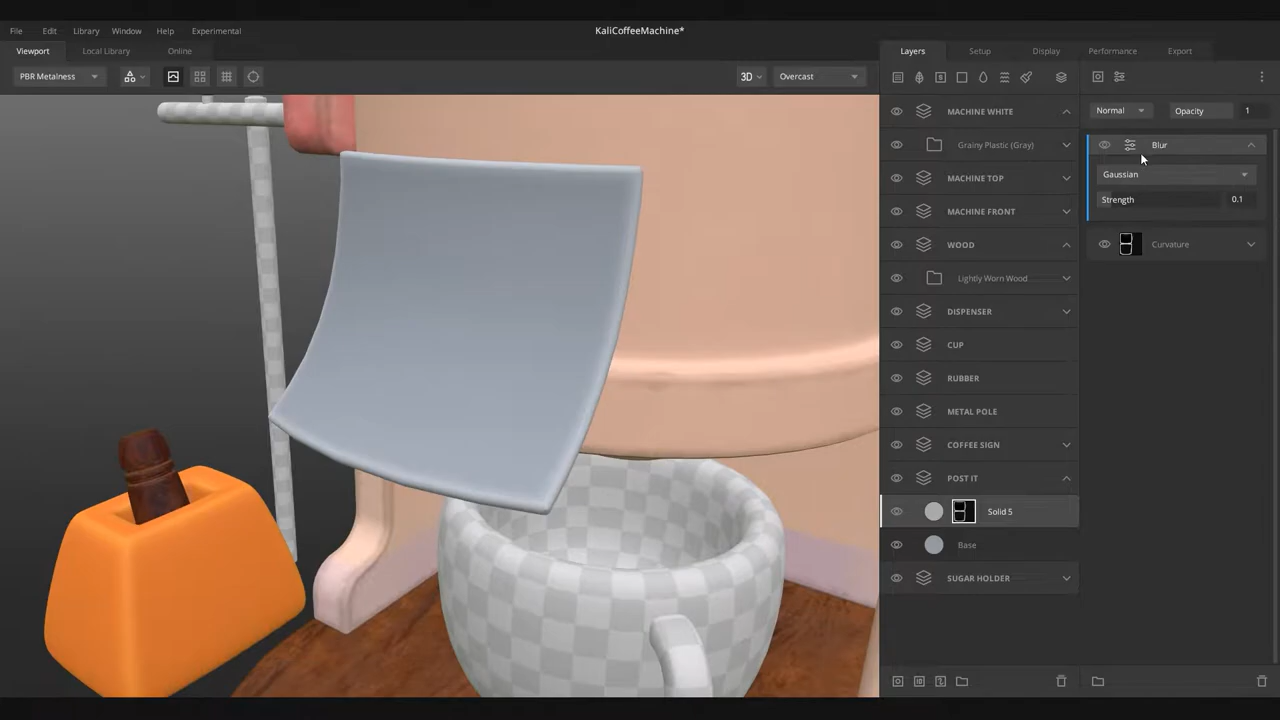 File Edit Library Window Help Experimental
KaliCoffeeMachine*
Viewport Local Library Online
Layers Setup Display Performance Export
PBR Metalness
3D Overcast
Normal Opacity 1
MACHINE WHITE
Grainy Plastic (Gray)
MACHINE TOP
MACHINE FRONT
WOOD
Lightly Worn Wood
DISPENSER
CUP
RUBBER
METAL POLE
COFFEE SIGN
POST IT
Solid 5
Base
SUGAR HOLDER
Blur
Gaussian
Strength 0.1
Curvature